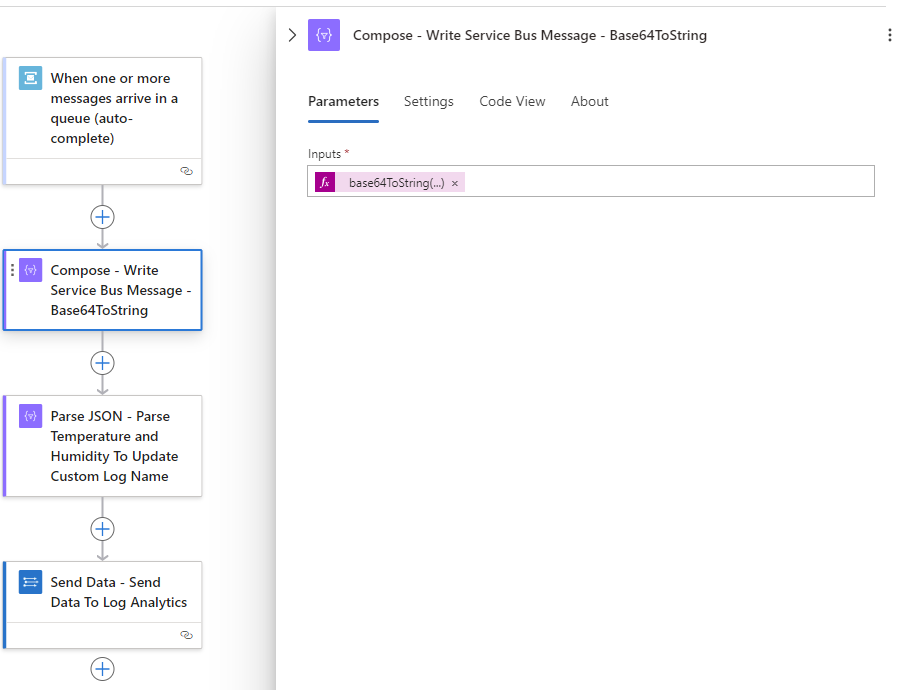 Compose - Write Service Bus Message - Base64ToString
When one or more
messages arrive in a
queue (auto-
complete)
Compose - Write
Service Bus Message -
Base64ToString
Parse JSON - Parse
Temperature and
Humidity To Update
Custom Log Name
Send Data - Send
Data To Log Analytics
Parameters Settings Code View About
Inputs *
fx base64ToString(...) ×